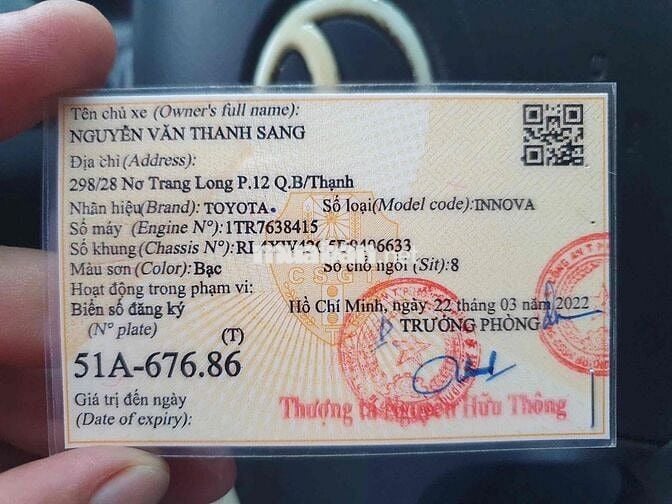 Tên chủ xe (Owner's full name):
NGUYỄN VĂN THANH SANG
Địa chỉ (Address):
298/28 Nơ Trang Long P.12 Q.B/Thạnh
Nhãn hiệu(Brand): TOYOTA. Số loại(Model code):INNOVA
Số máy (Engine N°):1TR7638415
Số khung (Chassis N°):
Màu sơn (Color): Bạc Số chỗ ngồi (Sit):8
Hoạt động trong phạm vi:
Biển số đăng ký Hồ Chí Minh, ngày 22 tháng 03 năm 2022
(N° plate) TRƯỞNG PHÒNG
(T)
51A-676.86
Giá trị đến ngày
(Date of expiry):
Thượng tá Nguyễn Hữu Thông